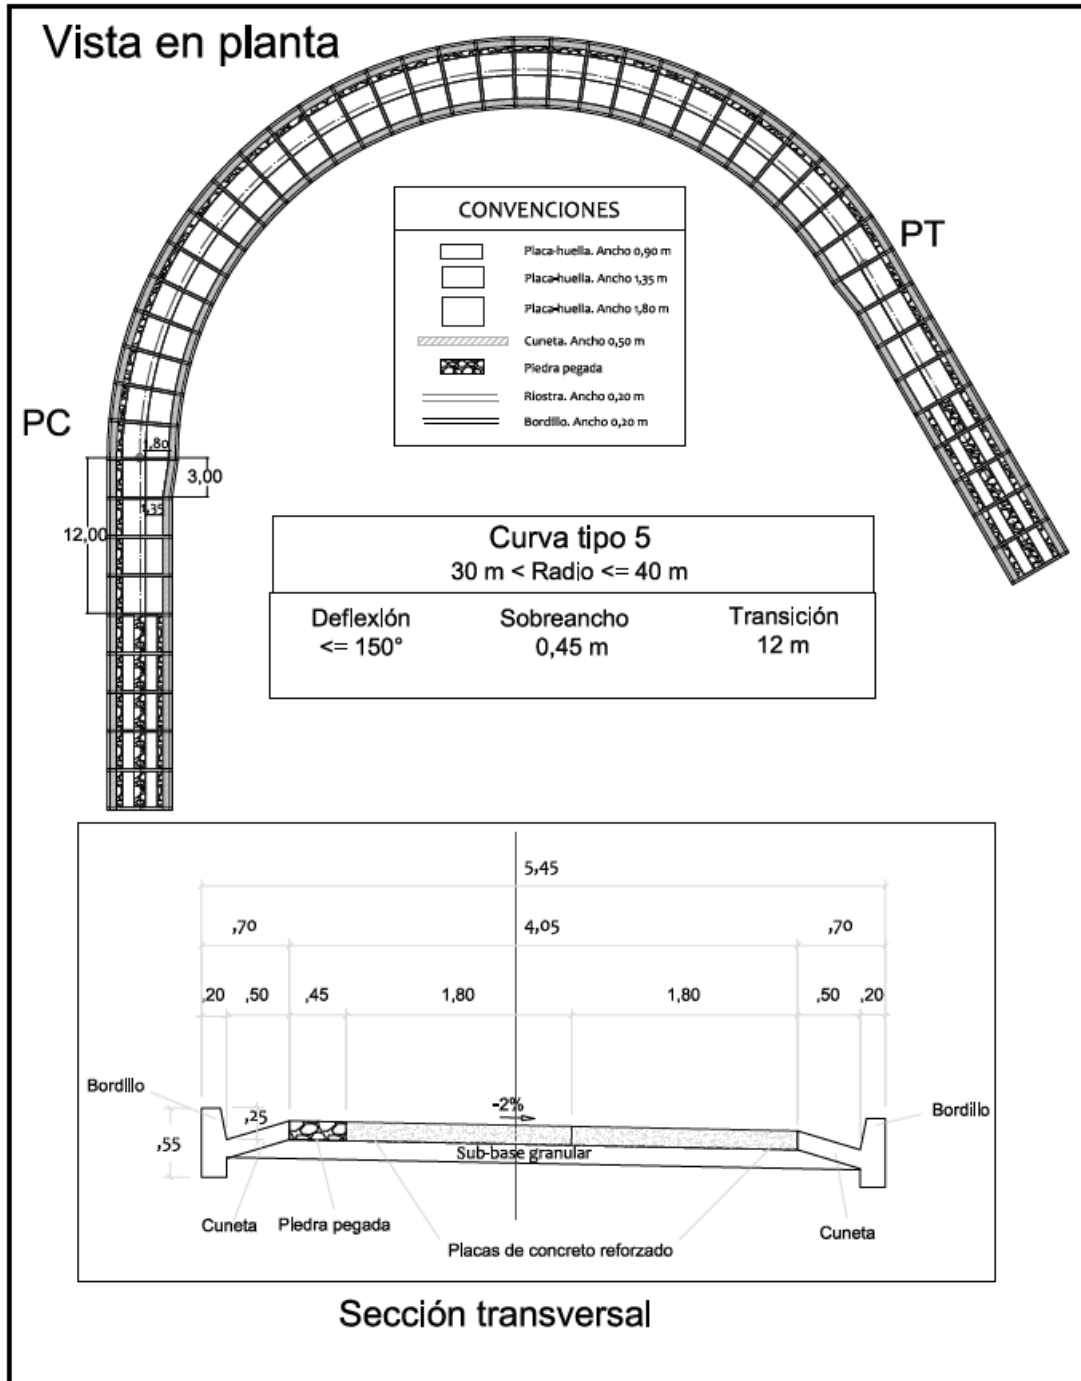 Vista en planta
CONVENCIONES
Placa-huella. Ancho 0,90 m
Placa-huella. Ancho 1,35 m
Placa-huella. Ancho 1,80 m
Cuneta. Ancho 0,50 m
Piedra pegada
Riostra. Ancho 0,20 m
Bordillo. Ancho 0,20 m
PT
PC
1,80
3,00
1,35
12,00
Curva tipo 5
30 m < Radio <= 40 m
Deflexión Sobreancho Transición
<= 150° 0,45 m 12 m
5,45
,70 4,05 ,70
,20 ,50 ,45 1,80 1,80 ,50 ,20
Bordillo
,25
-2%
Bordillo
,55
Sub-base granular
Cuneta Piedra pegada
Placas de concreto reforzado
Cuneta
Sección transversal